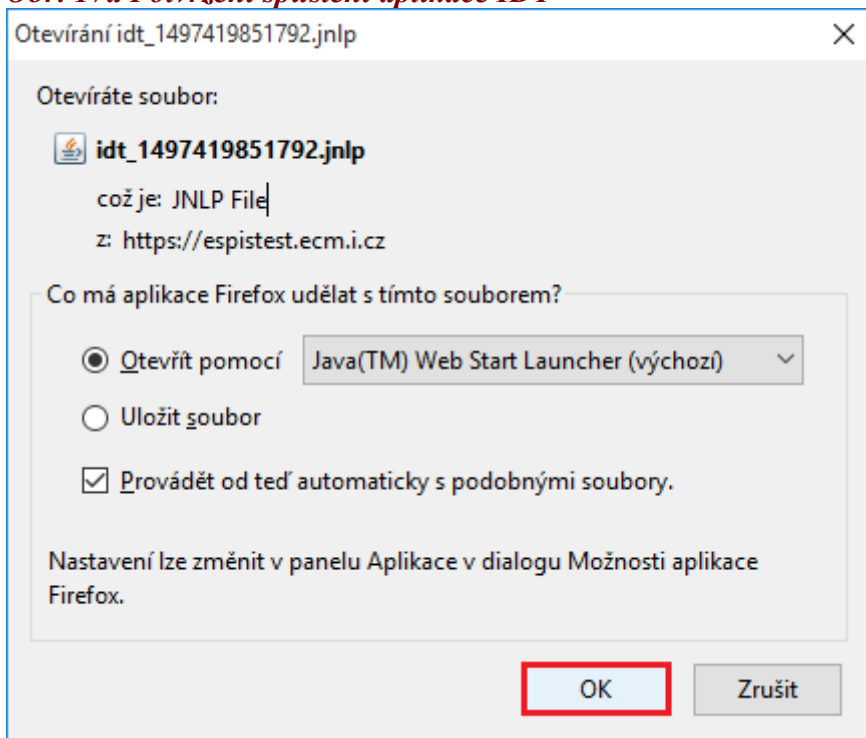 Otevírání idt_1497419851792.jnlp
Otevíráte soubor:
idt_1497419851792.jnlp
což je: JNLP File
z: https://espistest.ecm.i.cz
Co má aplikace Firefox udělat s tímto souborem?
Otevřít pomocí Java(TM) Web Start Launcher (výchozí)
Uložit soubor
Provádět od teď automaticky s podobnými soubory.
Nastavení lze změnit v panelu Aplikace v dialogu Možnosti aplikace
Firefox.
OK Zrušit